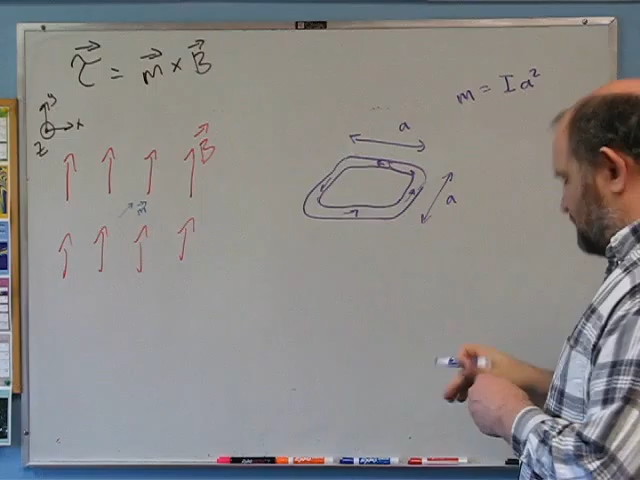 τ⃗ = m⃗ × B⃗
m = I a²
y
x
z
B⃗
m⃗
a
a